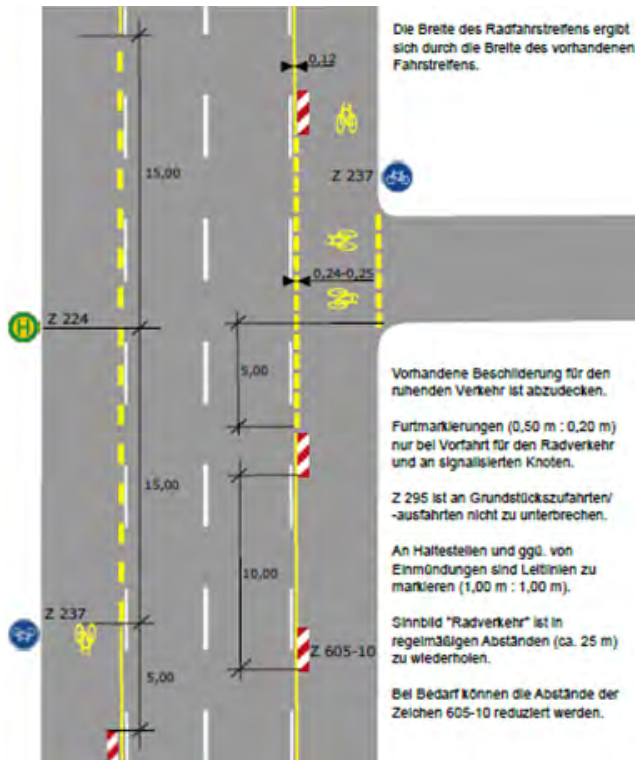 Die Breite des Radfahrstreifens ergibt
sich durch die Breite des vorhandenen
Fahrstreifens.
0,12
15,00
Z 237
0,24-0,25
H
Z 224
5,00
Vorhandene Beschilderung für den
ruhenden Verkehr ist abzudecken.
Furtmarkierungen (0,50 m : 0,20 m)
nur bei Vorfahrt für den Radverkehr
und an signalisierten Knoten.
15,00
Z 295 ist an Grundstückszufahrten/
-ausfahrten nicht zu unterbrechen.
10,00
An Haltestellen und ggü. von
Einmündungen sind Leitlinien zu
markieren (1,00 m : 1,00 m).
Z 237
Z 605-10
Sinnbild "Radverkehr" ist in
regelmäßigen Abständen (ca. 25 m)
zu wiederholen.
5,00
Bei Bedarf können die Abstände der
Zeichen 605-10 reduziert werden.